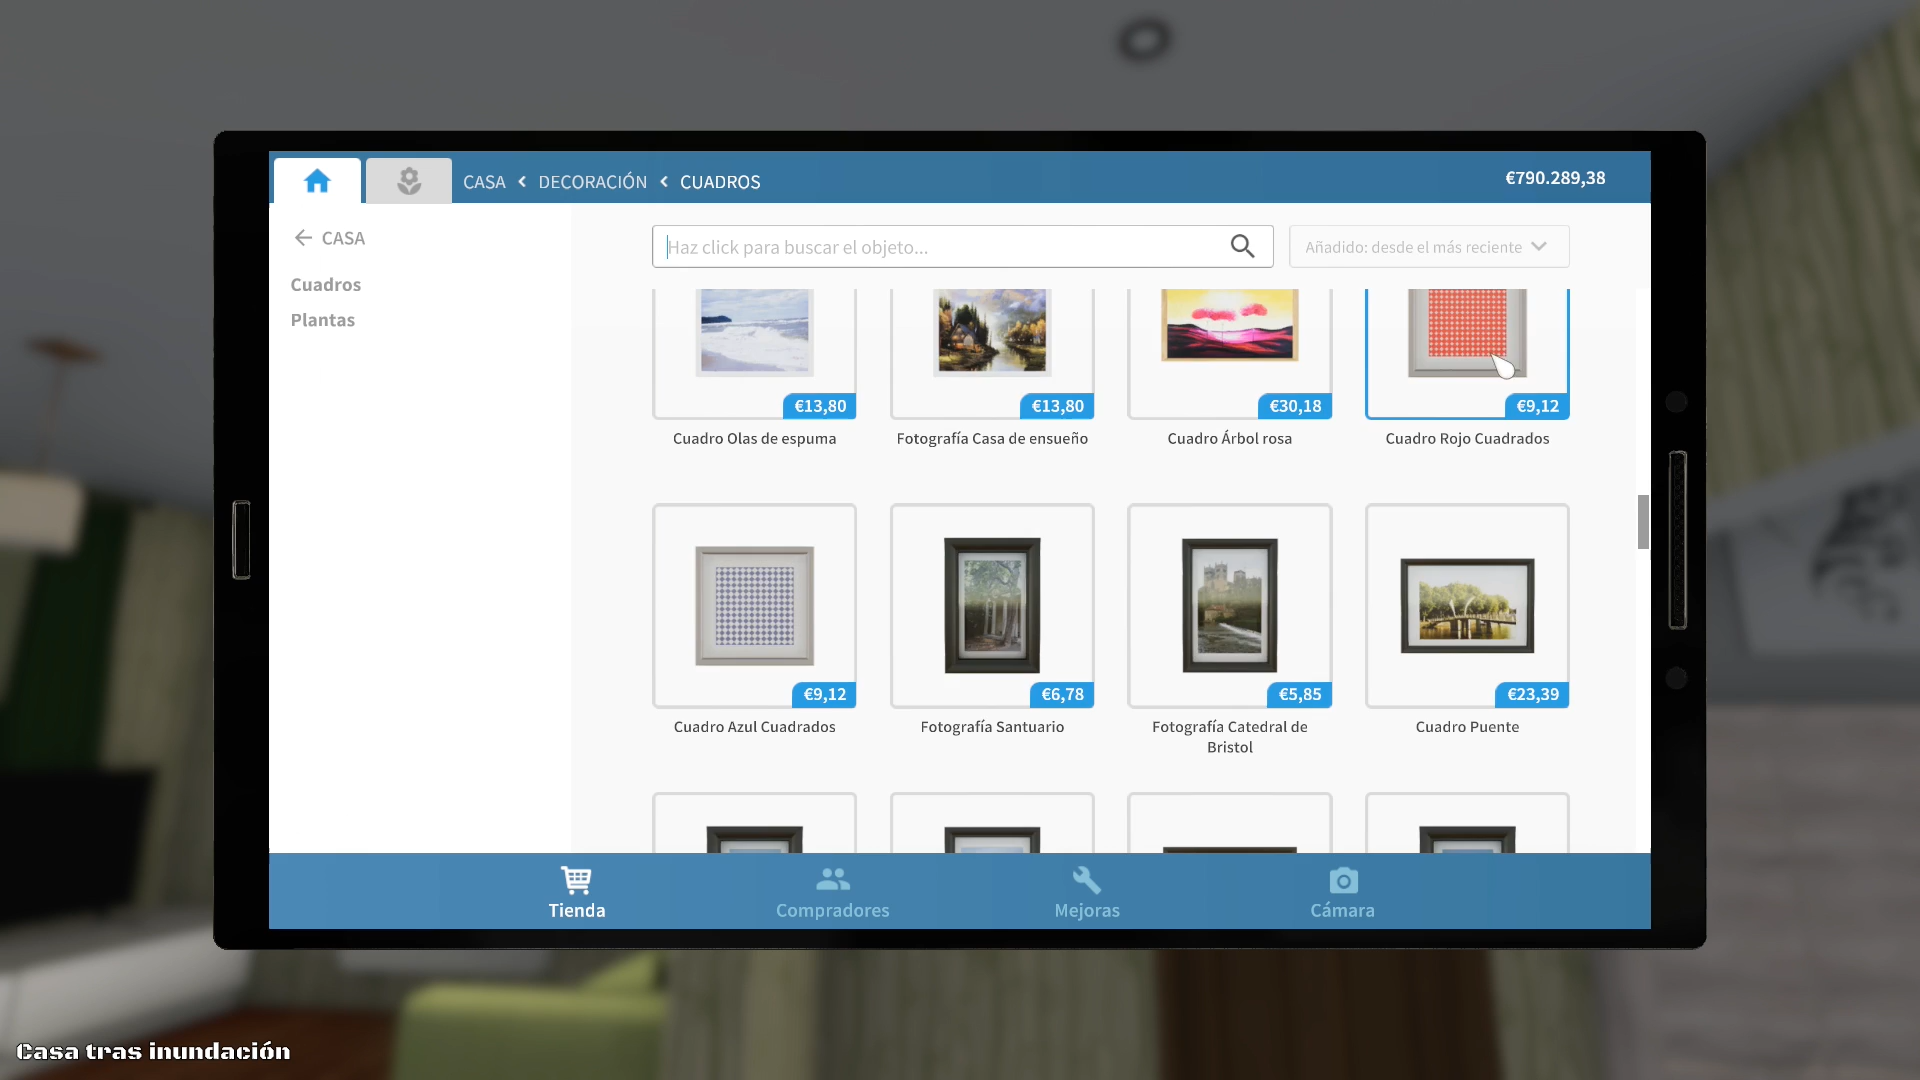 CASA < DECORACIÓN < CUADROS
€790.289,38
CASA
Cuadros
Plantas
Haz click para buscar el objeto...
Añadido: desde el más reciente
€13,80
€13,80
€30,18
€9,12
Cuadro Olas de espuma
Fotografía Casa de ensueño
Cuadro Árbol rosa
Cuadro Rojo Cuadrados
€9,12
€6,78
€5,85
€23,39
Cuadro Azul Cuadrados
Fotografía Santuario
Fotografía Catedral de
Bristol
Cuadro Puente
Tienda
Compradores
Mejoras
Cámara
Casa tras inundación